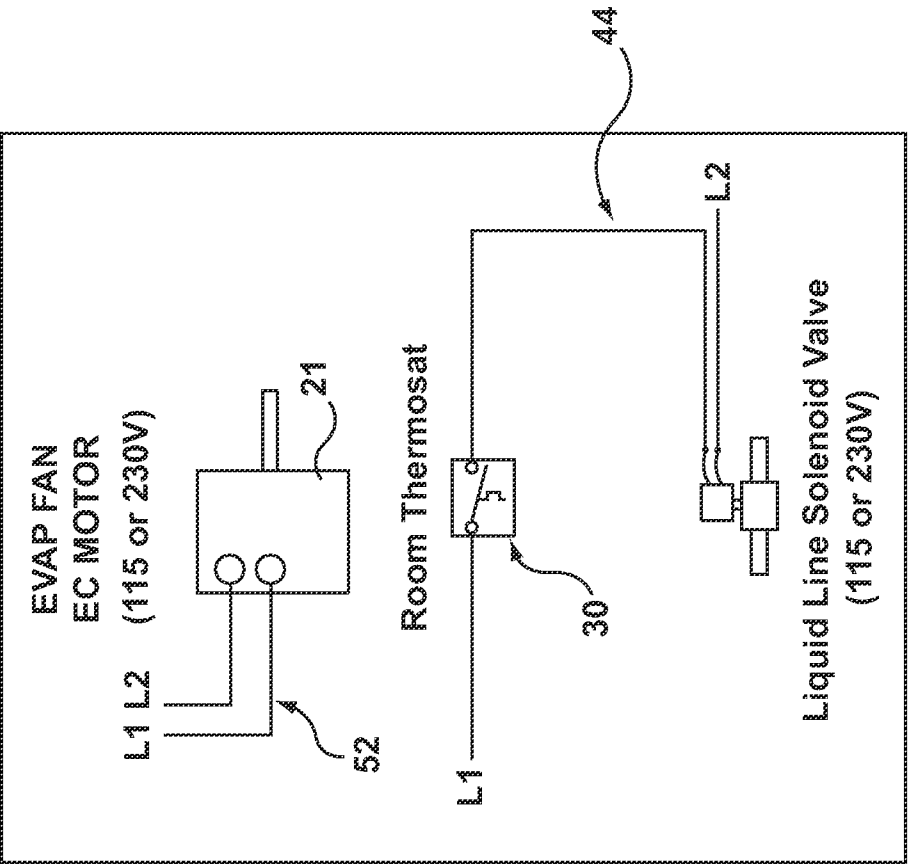 EVAP FAN
EC MOTOR
(115 or 230V)
L1 L2
21
52
Room Thermosat
L1
30
44
L2
Liquid Line Solenoid Valve
(115 or 230V)